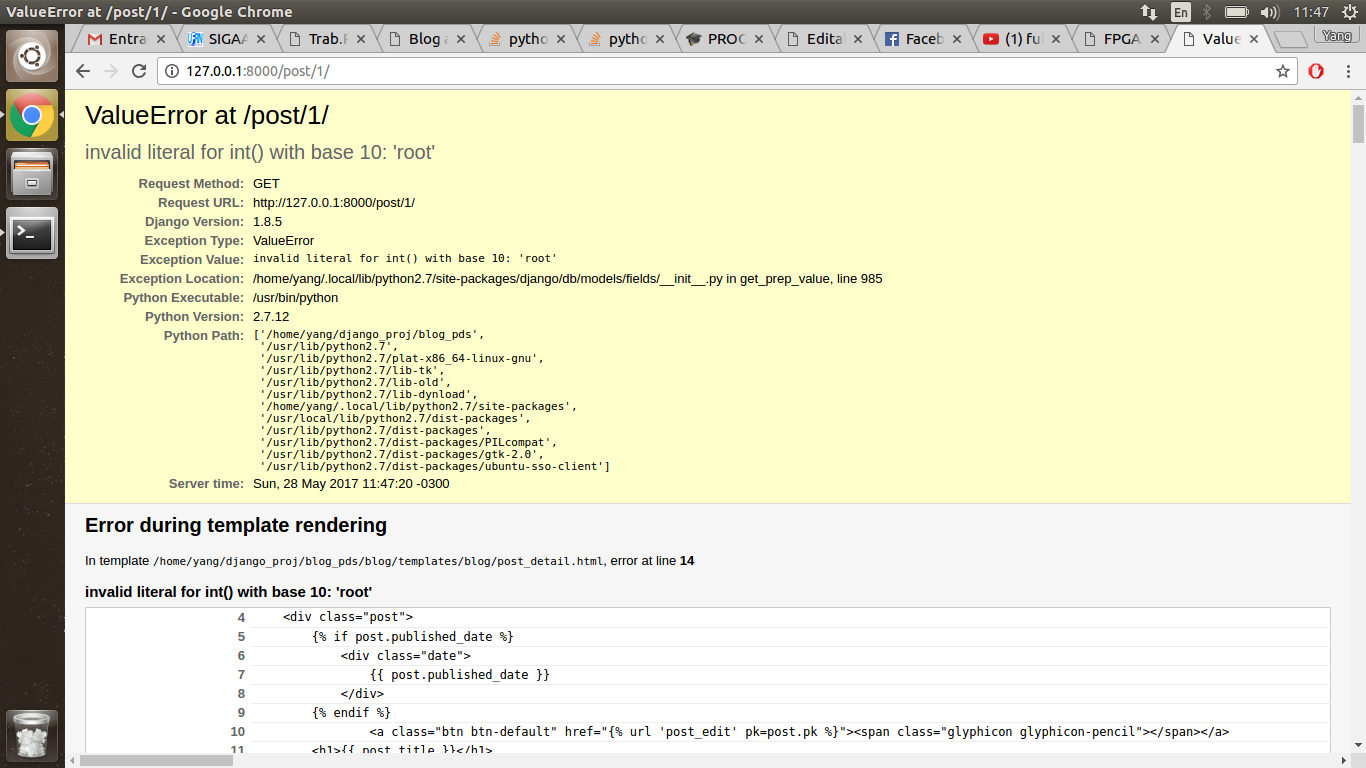 ValueError at /post/1/ - Google Chrome
En
11:47
Entra
SIGAA
Trab.F
Blog a
pytho
pytho
PROC
Edital
Faceb
(1) ful
FPGA
Value
Yang
127.0.0.1:8000/post/1/
ValueError at /post/1/
invalid literal for int() with base 10: 'root'
Request Method: GET
Request URL: http://127.0.0.1:8000/post/1/
Django Version: 1.8.5
Exception Type: ValueError
Exception Value: invalid literal for int() with base 10: 'root'
Exception Location: /home/yang/.local/lib/python2.7/site-packages/django/db/models/fields/__init__.py in get_prep_value, line 985
Python Executable: /usr/bin/python
Python Version: 2.7.12
Python Path: ['/home/yang/django_proj/blog_pds',
'/usr/lib/python2.7',
'/usr/lib/python2.7/plat-x86_64-linux-gnu',
'/usr/lib/python2.7/lib-tk',
'/usr/lib/python2.7/lib-old',
'/usr/lib/python2.7/lib-dynload',
'/home/yang/.local/lib/python2.7/site-packages',
'/usr/local/lib/python2.7/dist-packages',
'/usr/lib/python2.7/dist-packages',
'/usr/lib/python2.7/dist-packages/PILcompat',
'/usr/lib/python2.7/dist-packages/gtk-2.0',
'/usr/lib/python2.7/dist-packages/ubuntu-sso-client']
Server time: Sun, 28 May 2017 11:47:20 -0300
Error during template rendering
In template /home/yang/django_proj/blog_pds/blog/templates/blog/post_detail.html, error at line 14
invalid literal for int() with base 10: 'root'
4 <div class="post">
5 {% if post.published_date %}
6 <div class="date">
7 {{ post.published_date }}
8 </div>
9 {% endif %}
10 <a class="btn btn-default" href="{% url 'post_edit' pk=post.pk %}"><span class="glyphicon glyphicon-pencil"></span></a>
11 <h1>{{ post.title }}</h1>